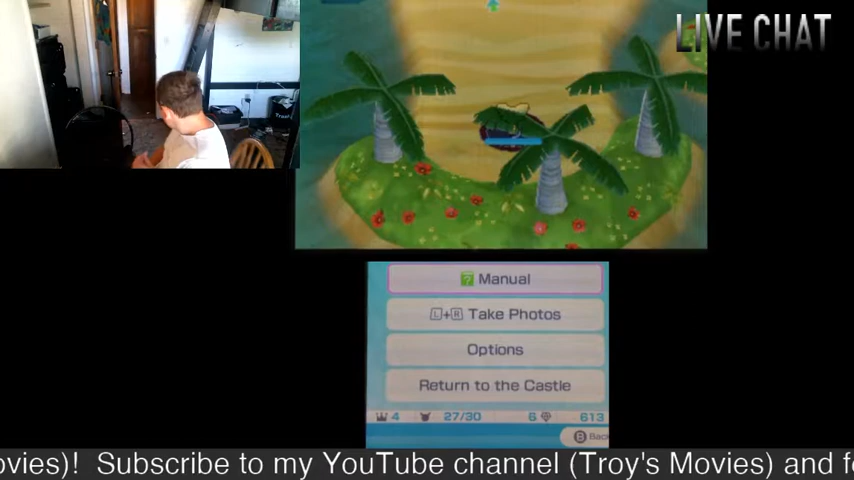 LIVE CHAT
Manual
L+R Take Photos
Options
Return to the Castle
4 27/30 6 613
B Back
ovies)! Subscribe to my YouTube channel (Troy's Movies) and fo